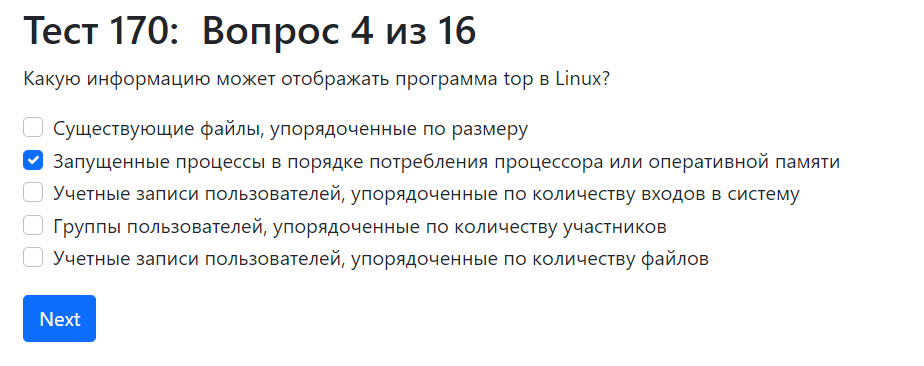 Тест 170: Вопрос 4 из 16
Какую информацию может отображать программа top в Linux?
Существующие файлы, упорядоченные по размеру
Запущенные процессы в порядке потребления процессора или оперативной памяти
Учетные записи пользователей, упорядоченные по количеству входов в систему
Группы пользователей, упорядоченные по количеству участников
Учетные записи пользователей, упорядоченные по количеству файлов
Next